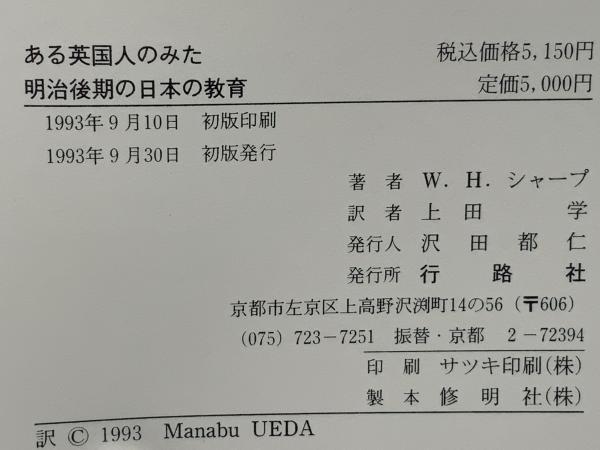 ある英国人のみた 税込価格5,150円
明治後期の日本の教育 定価5,000円
1993年9月10日 初版印刷
1993年9月30日 初版発行
著者 W. H. シャープ
訳者 上田 学
発行人 沢田都仁
発行所 行路社
京都市左京区上高野沢渕町14の56 (〒606)
(075) 723-7251 振替・京都 2-72394
印刷 サツキ印刷(株)
製本 修明社(株)
訳 © 1993 Manabu UEDA